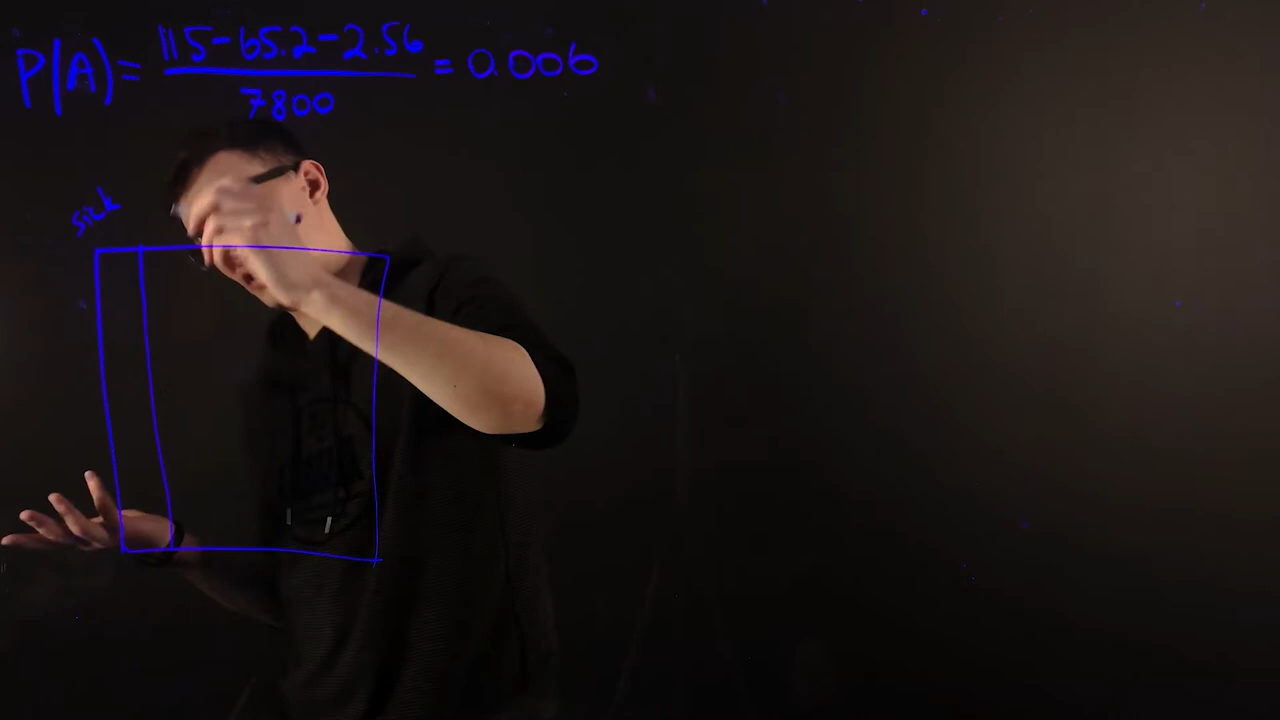 P(A) = 115-65.2-2.56 / 7800 = 0.006
sick